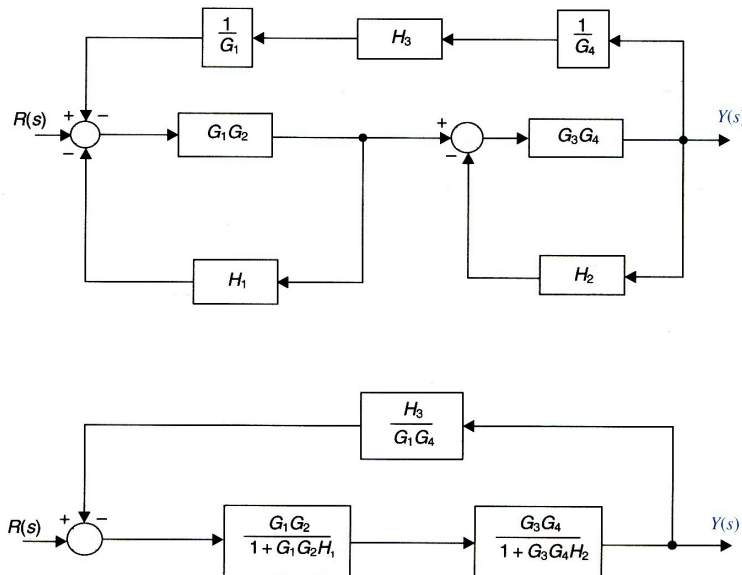 1
G1
H3
1
G4
R(s)
+
−
−
G1G2
+
−
G3G4
Y(s)
H1
H2
H3
G1G4
R(s)
+
−
G1G2
1 + G1G2H1
G3G4
1 + G3G4H2
Y(s)